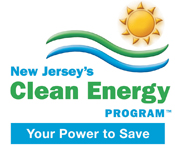 New Jersey's
Clean Energy
PROGRAM™
Your Power to Save